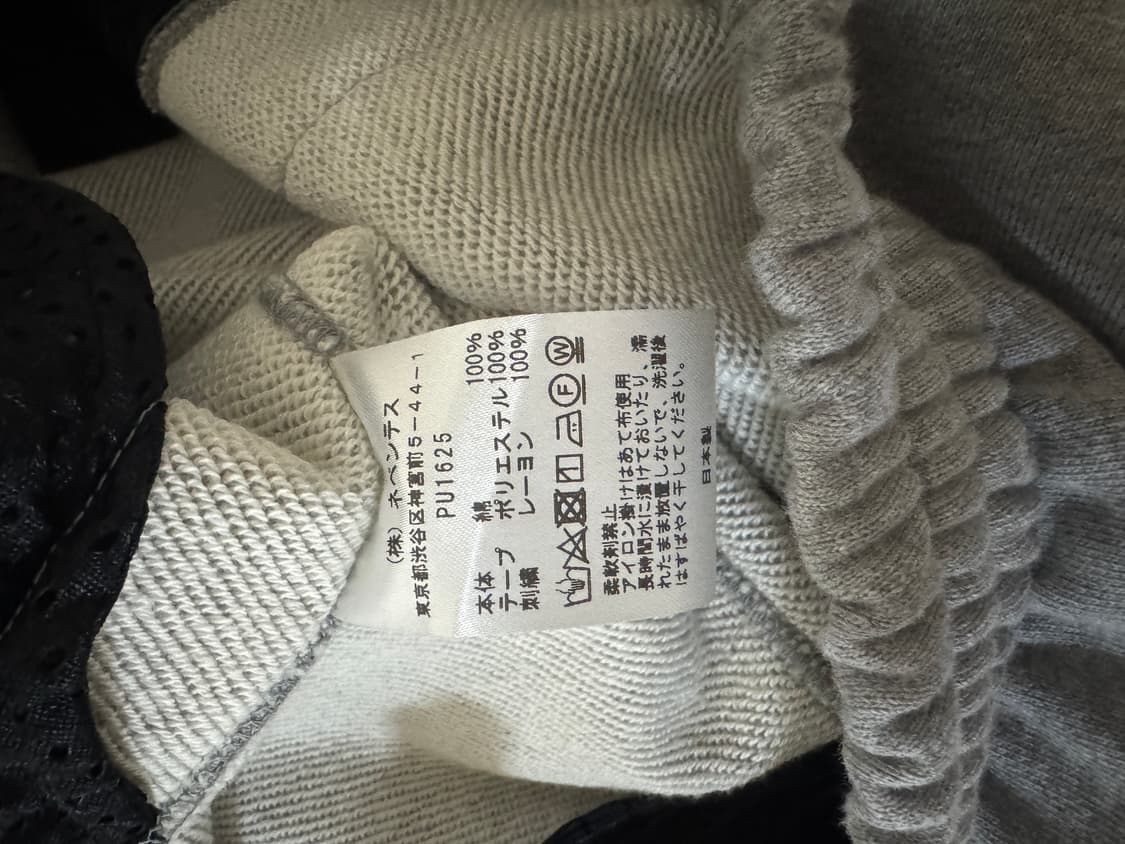 (株) ネペンテス
東京都渋谷区神宮前5-44-1
PU1625
本体 綿 100%
テープ ポリエステル 100%
刺繍 レーヨン 100%
F W
柔軟剤禁止
アイロン掛けはあて布使用
長時間水に漬けておいたり、濡
れたまま放置しないで、洗濯後
はすばやく干してください。
日本製